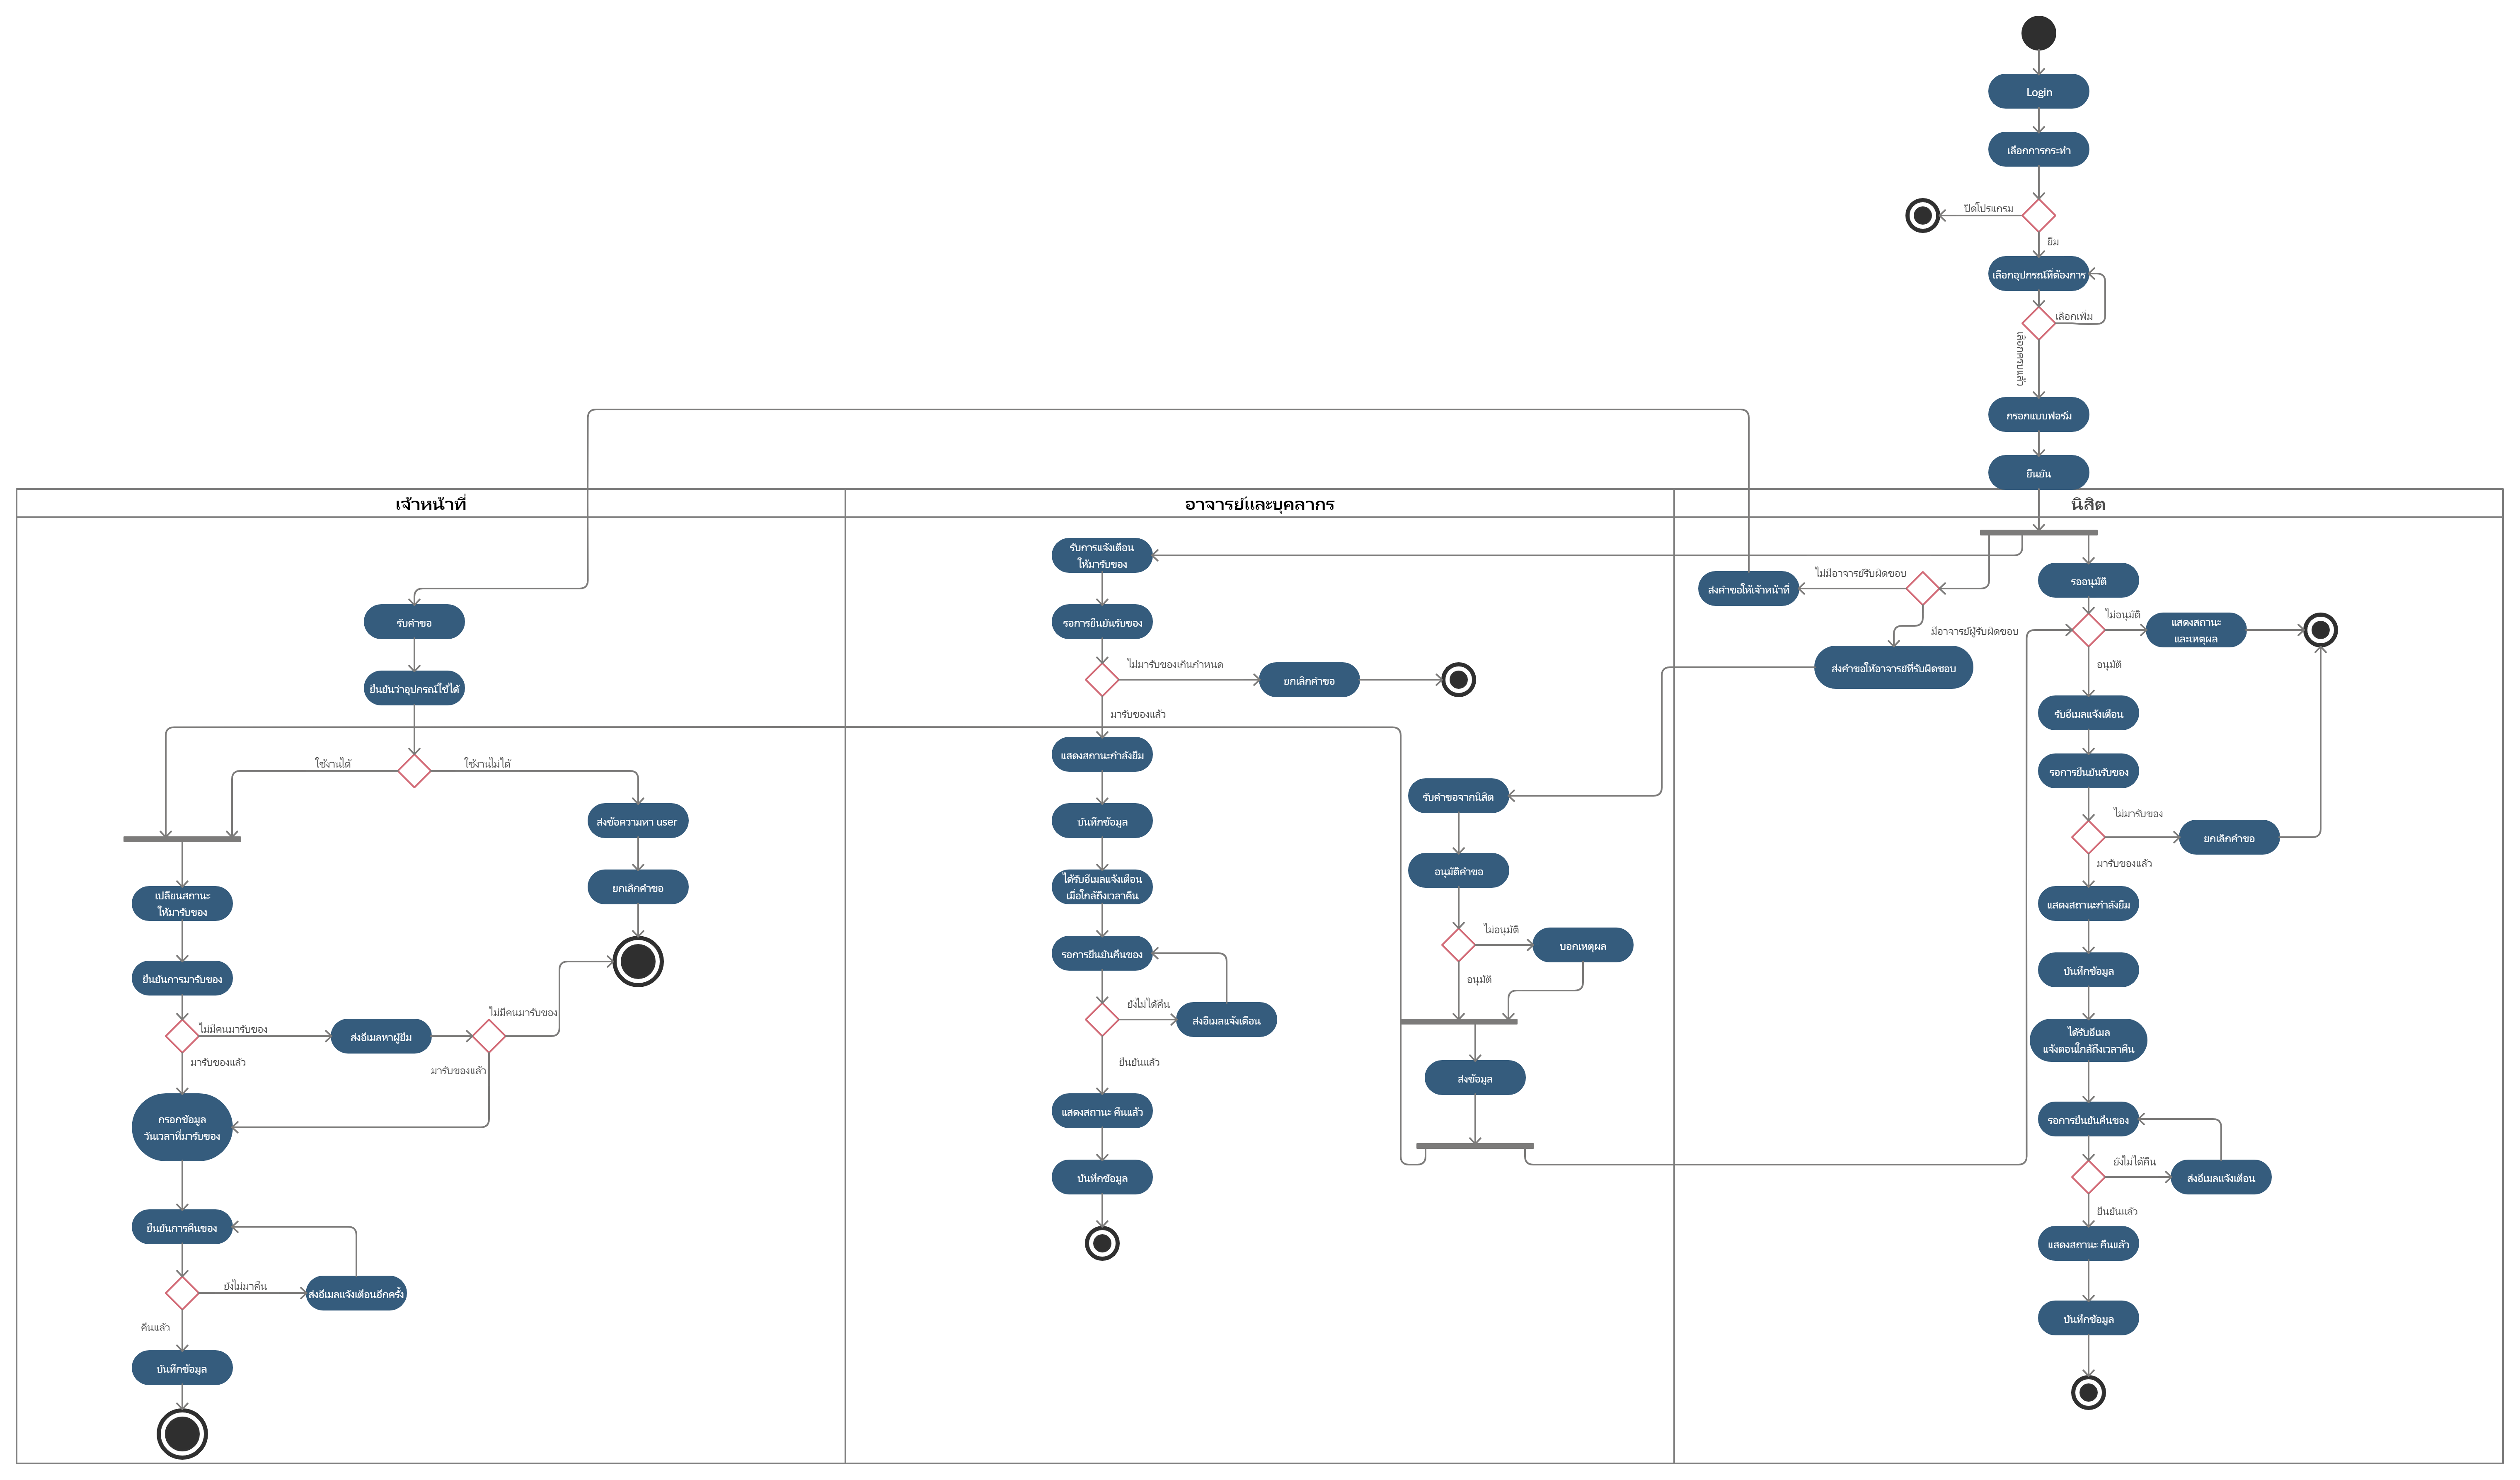 Login
เลือกการกระทำ
ปิดโปรแกรม
ยืม
เลือกอุปกรณ์ที่ต้องการ
เลือกเพิ่ม
เลือกครบแล้ว
กรอกแบบฟอร์ม
ยืนยัน
เจ้าหน้าที่
อาจารย์และบุคลากร
นิสิต
รับคำขอ
ยืนยันว่าอุปกรณ์ใช้ได้
ใช้งานได้
ใช้งานไม่ได้
ส่งข้อความหา user
ยกเลิกคำขอ
เปลี่ยนสถานะ
ให้มารับของ
ยืนยันการมารับของ
ไม่มีคนมารับของ
มารับของแล้ว
ส่งอีเมลหาผู้ยืม
ไม่มีคนมารับของ
มารับของแล้ว
กรอกข้อมูล
วันเวลาที่มารับของ
ยืนยันการคืนของ
ยังไม่มาคืน
ส่งอีเมลแจ้งเตือนอีกครั้ง
คืนแล้ว
บันทึกข้อมูล
รับการแจ้งเตือน
ให้มารับของ
รอการยืนยันรับของ
ไม่มารับของเกินกำหนด
ยกเลิกคำขอ
มารับของแล้ว
แสดงสถานะกำลังยืม
บันทึกข้อมูล
ได้รับอีเมลแจ้งเตือน
เมื่อใกล้ถึงเวลาคืน
รอการยืนยันคืนของ
ยังไม่ได้คืน
ส่งอีเมลแจ้งเตือน
ยืนยันแล้ว
แสดงสถานะ คืนแล้ว
บันทึกข้อมูล
รับคำขอจากนิสิต
อนุมัติคำขอ
ไม่อนุมัติ
บอกเหตุผล
อนุมัติ
ส่งข้อมูล
ไม่มีอาจารย์รับผิดชอบ
ส่งคำขอให้เจ้าหน้าที่
มีอาจารย์ผู้รับผิดชอบ
ส่งคำขอให้อาจารย์ที่รับผิดชอบ
รออนุมัติ
ไม่อนุมัติ
แสดงสถานะ
และเหตุผล
อนุมัติ
รับอีเมลแจ้งเตือน
รอการยืนยันรับของ
ไม่มารับของ
ยกเลิกคำขอ
มารับของแล้ว
แสดงสถานะกำลังยืม
บันทึกข้อมูล
ได้รับอีเมล
แจ้งตอนใกล้ถึงเวลาคืน
รอการยืนยันคืนของ
ยังไม่ได้คืน
ส่งอีเมลแจ้งเตือน
ยืนยันแล้ว
แสดงสถานะ คืนแล้ว
บันทึกข้อมูล